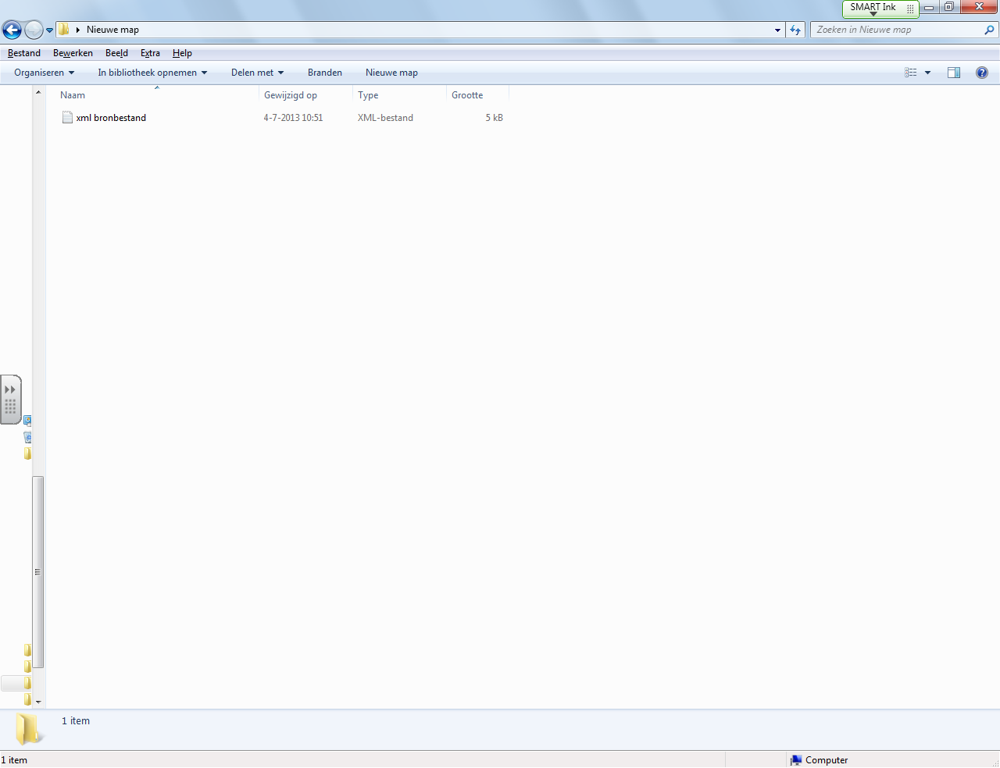 SMART Ink
Nieuwe map
Zoeken in Nieuwe map
Bestand Bewerken Beeld Extra Help
Organiseren In bibliotheek opnemen Delen met Branden Nieuwe map
Naam Gewijzigd op Type Grootte
xml bronbestand 4-7-2013 10:51 XML-bestand 5 kB
1 item
1 item Computer